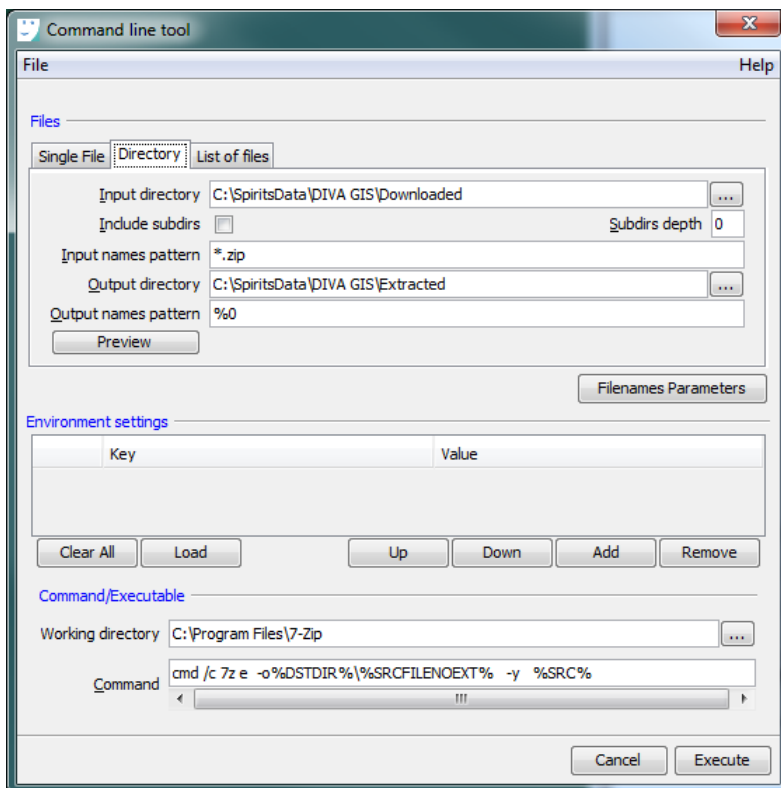 Command line tool
File Help
Files
Single File Directory List of files
Input directory C:\SpiritsData\DIVA GIS\Downloaded ...
Include subdirs Subdirs depth 0
Input names pattern *.zip
Output directory C:\SpiritsData\DIVA GIS\Extracted ...
Output names pattern %0
Preview
Filenames Parameters
Environment settings
Key Value
Clear All Load Up Down Add Remove
Command/Executable
Working directory C:\Program Files\7-Zip ...
Command cmd /c 7z e -o%DSTDIR%\%SRCFILENOEXT% -y %SRC%
Cancel Execute